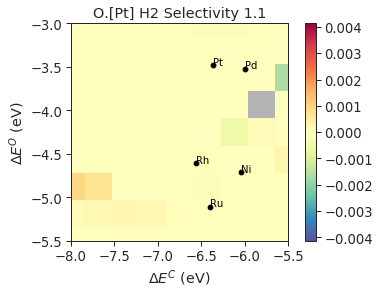 O.[Pt] H2 Selectivity 1.1
−3.0
−3.5
−4.0
−4.5
−5.0
−5.5
ΔE^O (eV)
Pt
Pd
Rh
Ni
Ru
−8.0 −7.5 −7.0 −6.5 −6.0 −5.5
ΔE^C (eV)
0.004
0.003
0.002
0.001
0.000
−0.001
−0.002
−0.003
−0.004